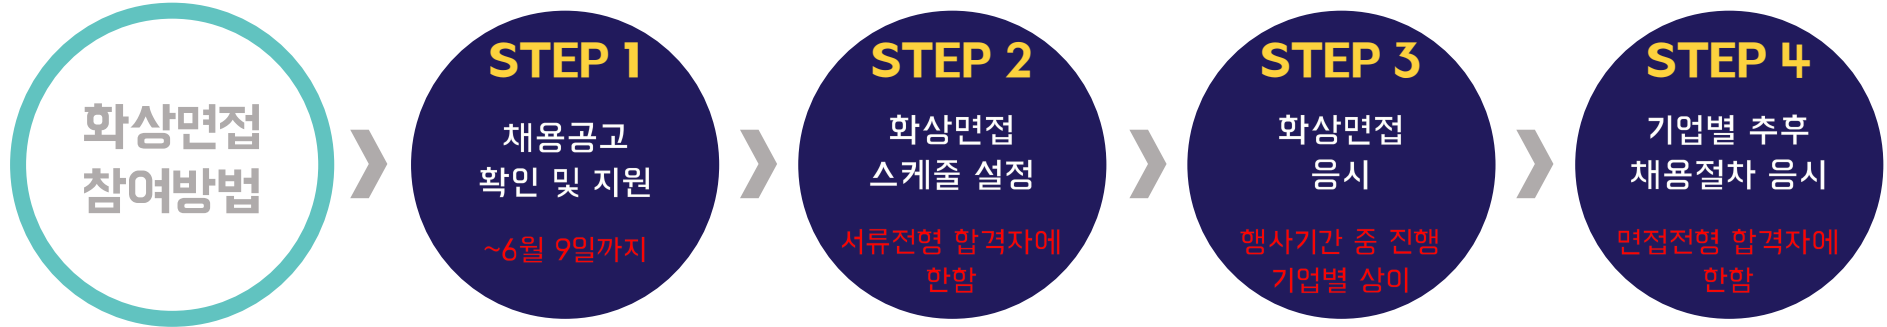 화상면접
참여방법
STEP 1
채용공고
확인 및 지원
~6월 9일까지
STEP 2
화상면접
스케줄 설정
서류전형 합격자에
한함
STEP 3
화상면접
응시
행사기간 중 진행
기업별 상이
STEP 4
기업별 추후
채용절차 응시
면접전형 합격자에
한함